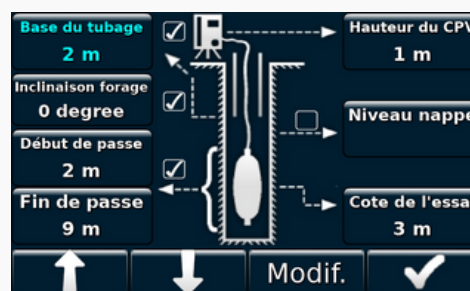 Base du tubage
2 m
Inclinaison forage
0 degree
Début de passe
2 m
Fin de passe
9 m
Hauteur du CPV
1 m
Niveau nappe
Cote de l'essa
3 m
Modif.